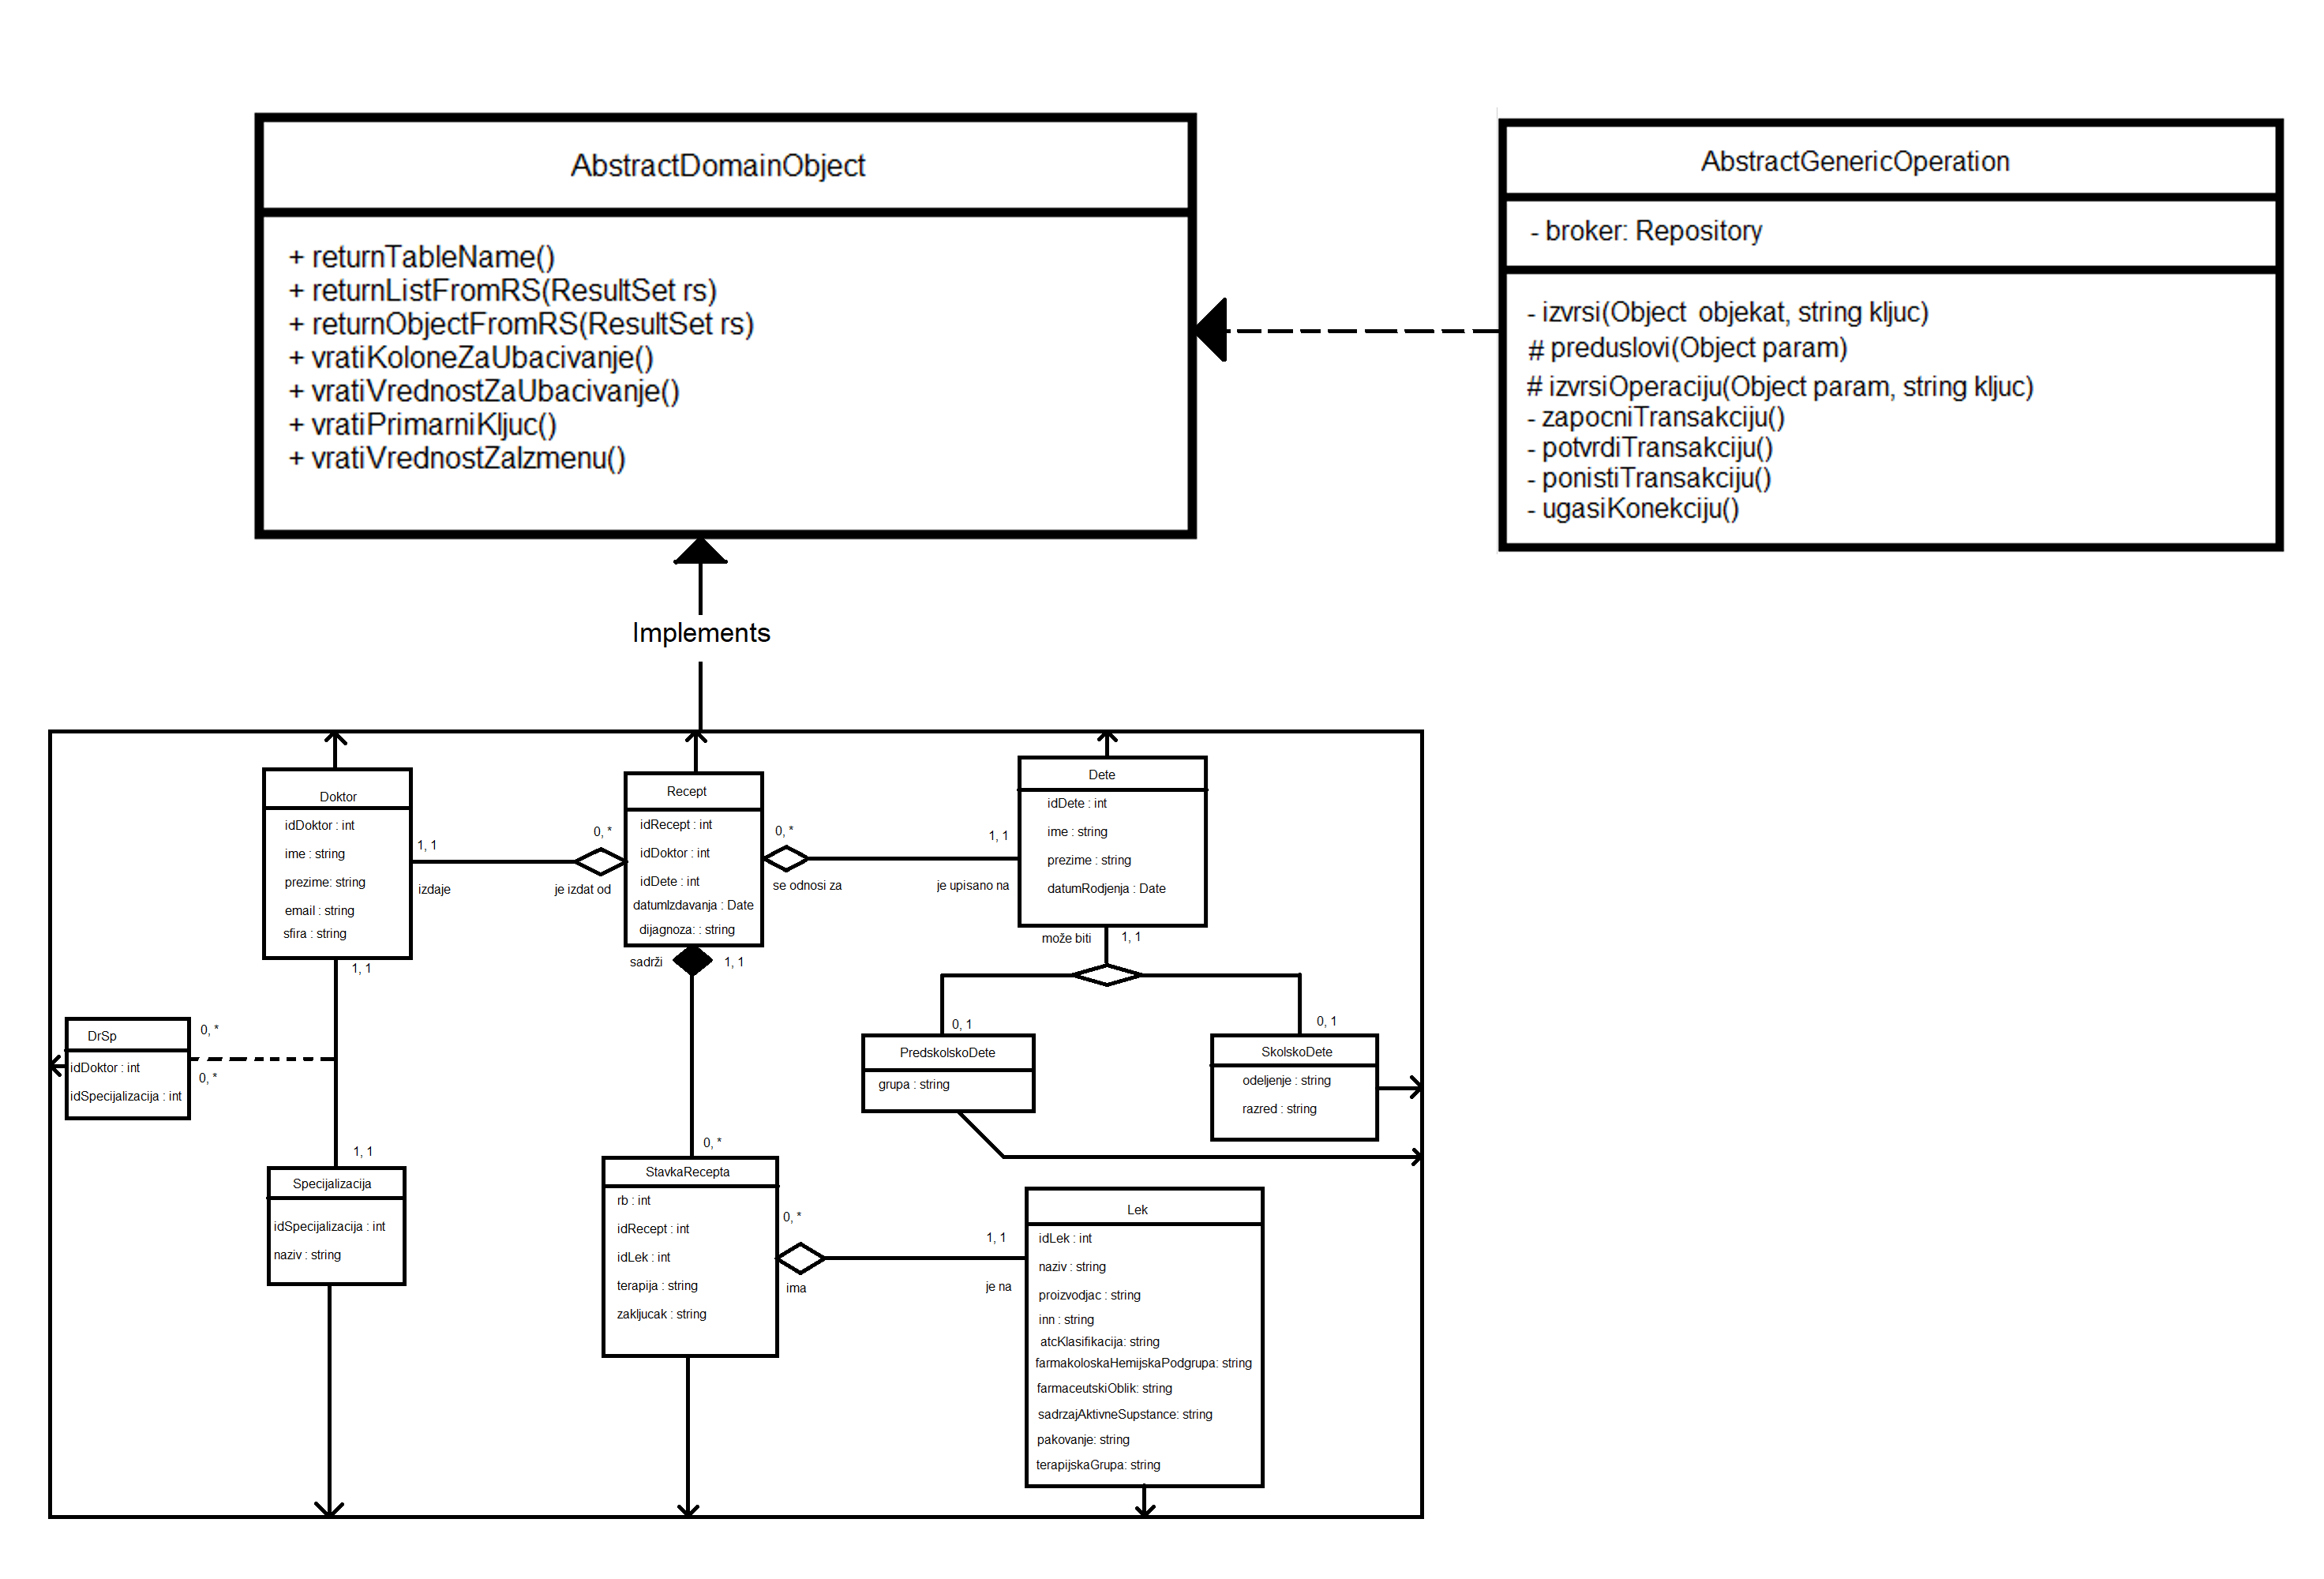 AbstractDomainObject
+ returnTableName()
+ returnListFromRS(ResultSet rs)
+ returnObjectFromRS(ResultSet rs)
+ vratiKoloneZaUbacivanje()
+ vratiVrednostZaUbacivanje()
+ vratiPrimarniKljuc()
+ vratiVrednostZaIzmenu()
AbstractGenericOperation
- broker: Repository
- izvrsi(Object objekat, string kljuc)
# preduslovi(Object param)
# izvrsiOperaciju(Object param, string kljuc)
- zapocniTransakciju()
- potvrdiTransakciju()
- ponistiTransakciju()
- ugasiKonekciju()
Implements
Doktor
idDoktor : int
ime : string
prezime: string
email : string
sfira : string
1, 1
izdaje
0, *
je izdat od
Recept
idRecept : int
idDoktor : int
idDete : int
datumIzdavanja : Date
dijagnoza: : string
0, *
se odnosi za
1, 1
je upisano na
Dete
idDete : int
ime : string
prezime : string
datumRodjenja : Date
može biti
1, 1
sadrži
1, 1
1, 1
DrSp
idDoktor : int
idSpecijalizacija : int
0, *
0, *
0, 1
PredskolskoDete
grupa : string
0, 1
SkolskoDete
odeljenje : string
razred : string
1, 1
Specijalizacija
idSpecijalizacija : int
naziv : string
0, *
StavkaRecepta
rb : int
idRecept : int
idLek : int
terapija : string
zakljucak : string
0, *
ima
1, 1
je na
Lek
idLek : int
naziv : string
proizvodjac : string
inn : string
atcKlasifikacija: string
farmakoloskaHemijskaPodgrupa: string
farmaceutskiOblik: string
sadrzajAktivneSupstance: string
pakovanje: string
terapijskaGrupa: string